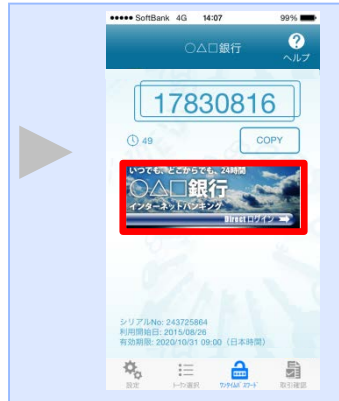 SoftBank 4G 14:07 99%
○△□銀行
?
ヘルプ
17830816
49
COPY
いつでも、どこからでも、24時間
○△□銀行
インターネットバンキング
Directログイン
シリアルNo: 243725864
利用開始日: 2015/08/26
有効期限: 2020/10/31 09:00（日本時間）
設定 トークン選択 ワンタイムパスワード 取引確認